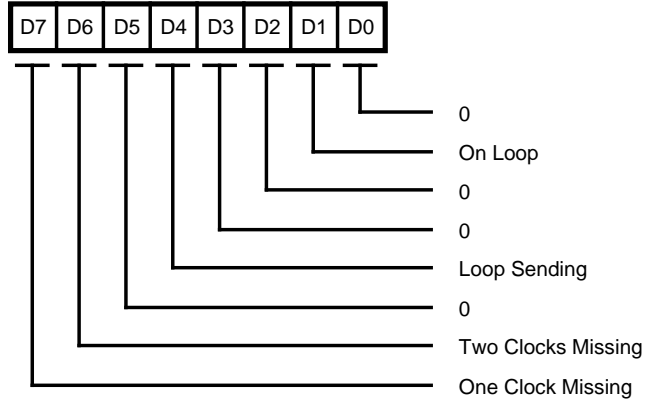 D7 D6 D5 D4 D3 D2 D1 D0
0
On Loop
0
0
Loop Sending
0
Two Clocks Missing
One Clock Missing